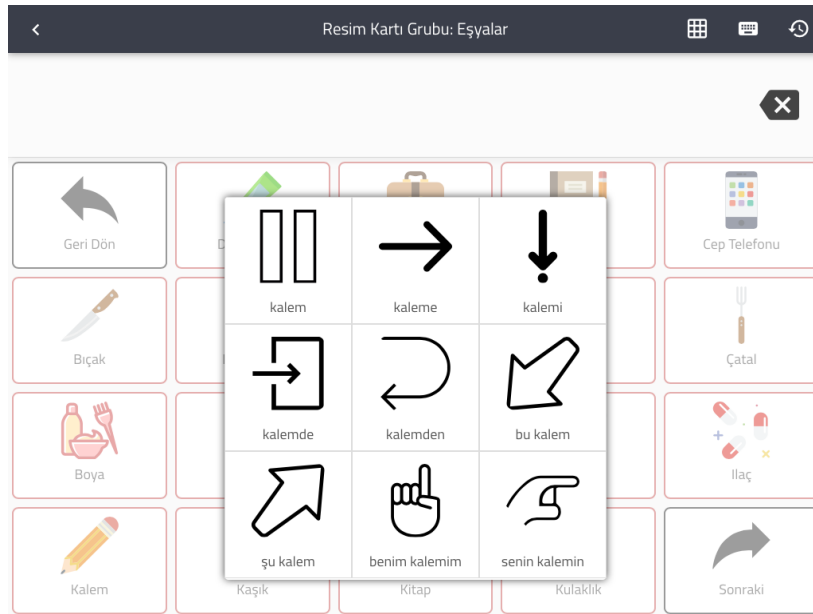 Resim Kartı Grubu: Eşyalar
Geri Dön
Cep Telefonu
kalem
kaleme
kalemi
Bıçak
Çatal
kalemde
kalemden
bu kalem
Boya
Ilaç
şu kalem
benim kalemim
senin kalemin
Kalem
Kaşık
Kitap
Kulaklık
Sonraki